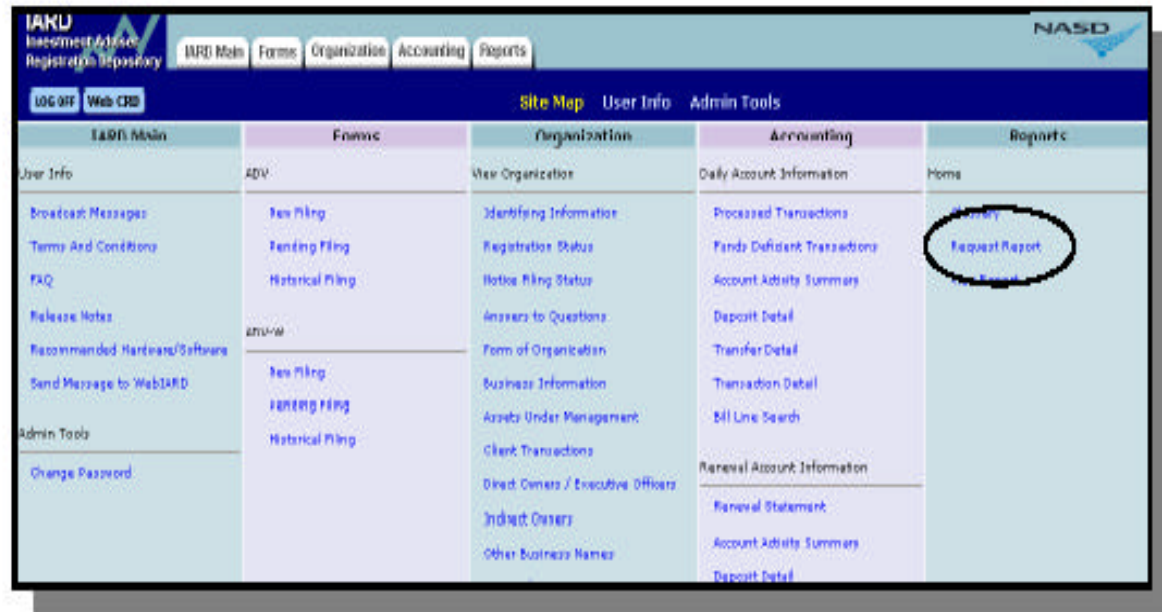 IARD
Investment Adviser
Registration Depository
IARD Main Forms Organization Accounting Reports
NASD
LOG OFF Web CRD
Site Map User Info Admin Tools
IARD Main
User Info
Broadcast Messages
Terms And Conditions
FAQ
Release Notes
Recommended Hardware/Software
Send Message to WebIARD
Admin Tools
Change Password
Forms
ADV
New Filing
Pending Filing
Historical Filing
ADV-W
New Filing
Pending Filing
Historical Filing
Organization
View Organization
Identifying Information
Registration Status
Notice Filing Status
Answers to Questions
Form of Organization
Business Information
Assets Under Management
Client Transactions
Direct Owners / Executive Officers
Indirect Owners
Other Business Names
Accounting
Daily Account Information
Processed Transactions
Funds Deficient Transactions
Account Activity Summary
Deposit Detail
Transfer Detail
Transaction Detail
Bill Line Search
Renewal Account Information
Renewal Statement
Account Activity Summary
Deposit Detail
Reports
Home
Glossary
Request Report
View Report